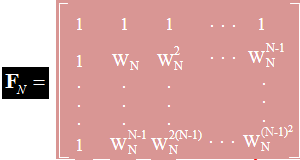 1 1 1 . . . 1
F_N = 1 W_N W_N^2 . . . W_N^{N-1}
. . . .
. . . .
. . . .
1 W_N^{N-1} W_N^{2(N-1)} . . . W_N^{(N-1)^2}